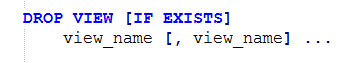 DROP VIEW [IF EXISTS]
view_name [, view_name] ...